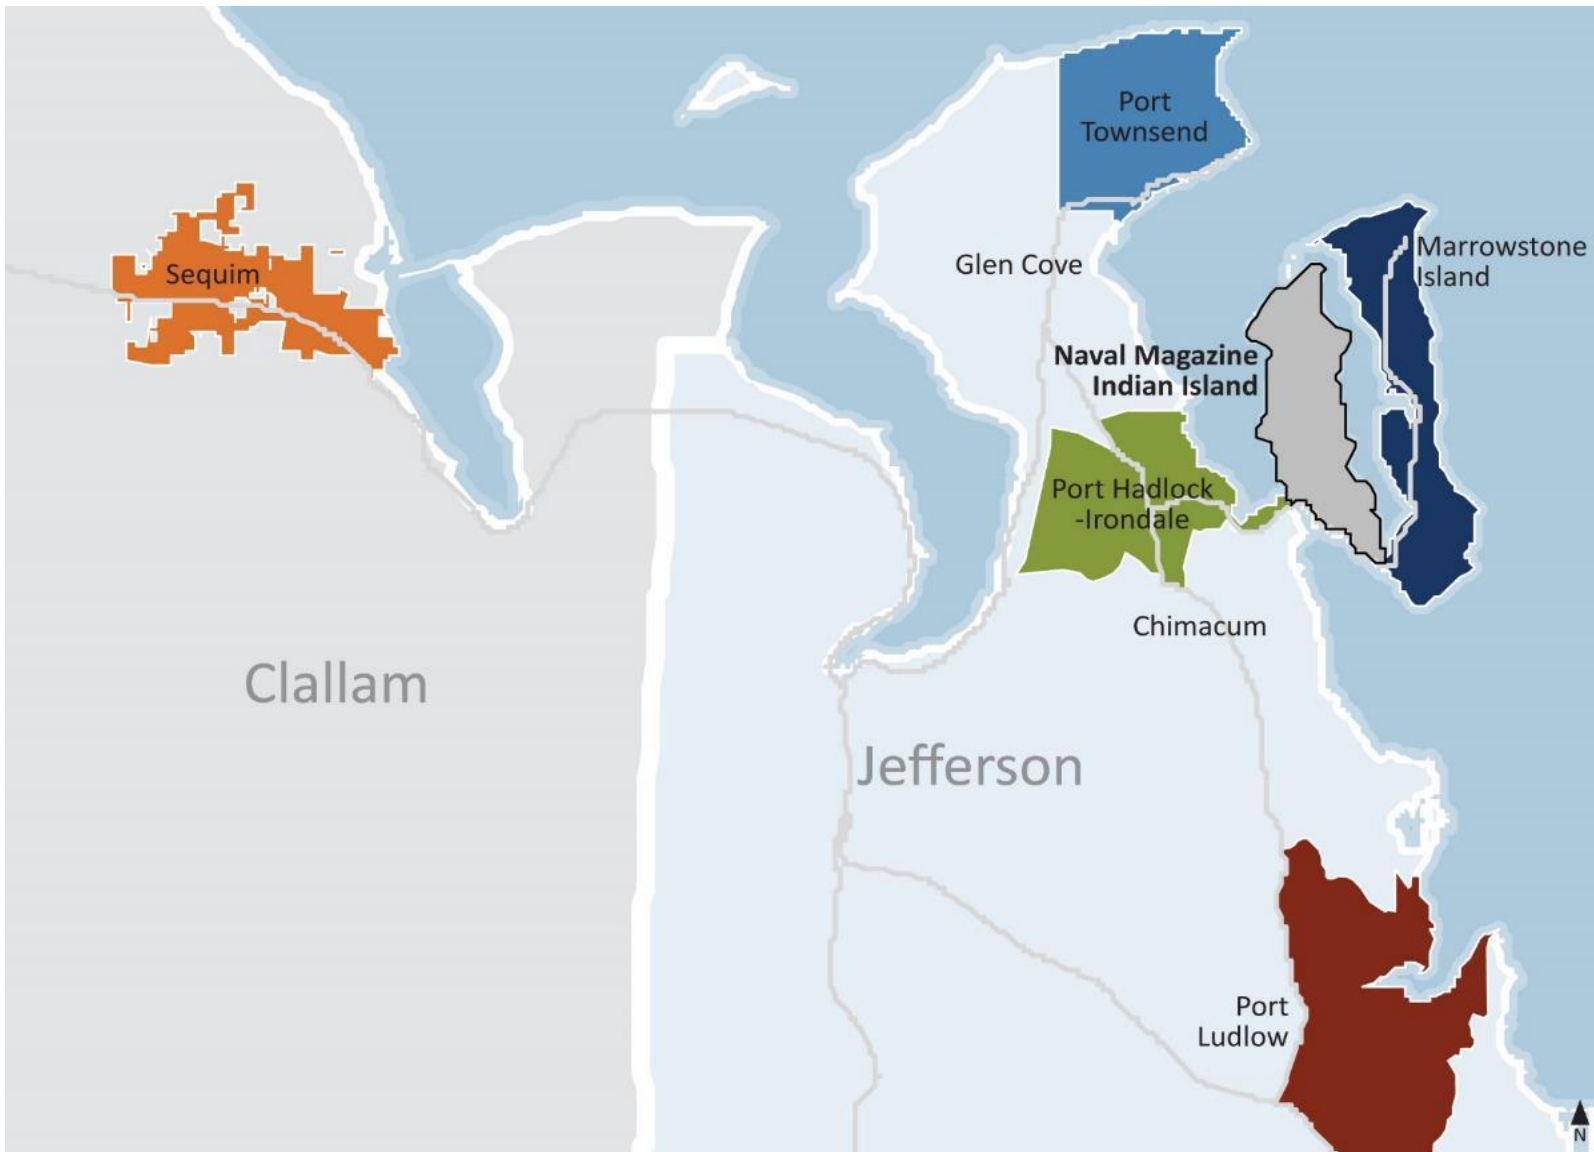 Port
Townsend
Glen Cove
Marrowstone
Island
Sequim
Naval Magazine
Indian Island
Port Hadlock
-Irondale
Chimacum
Clallam
Jefferson
Port
Ludlow
N